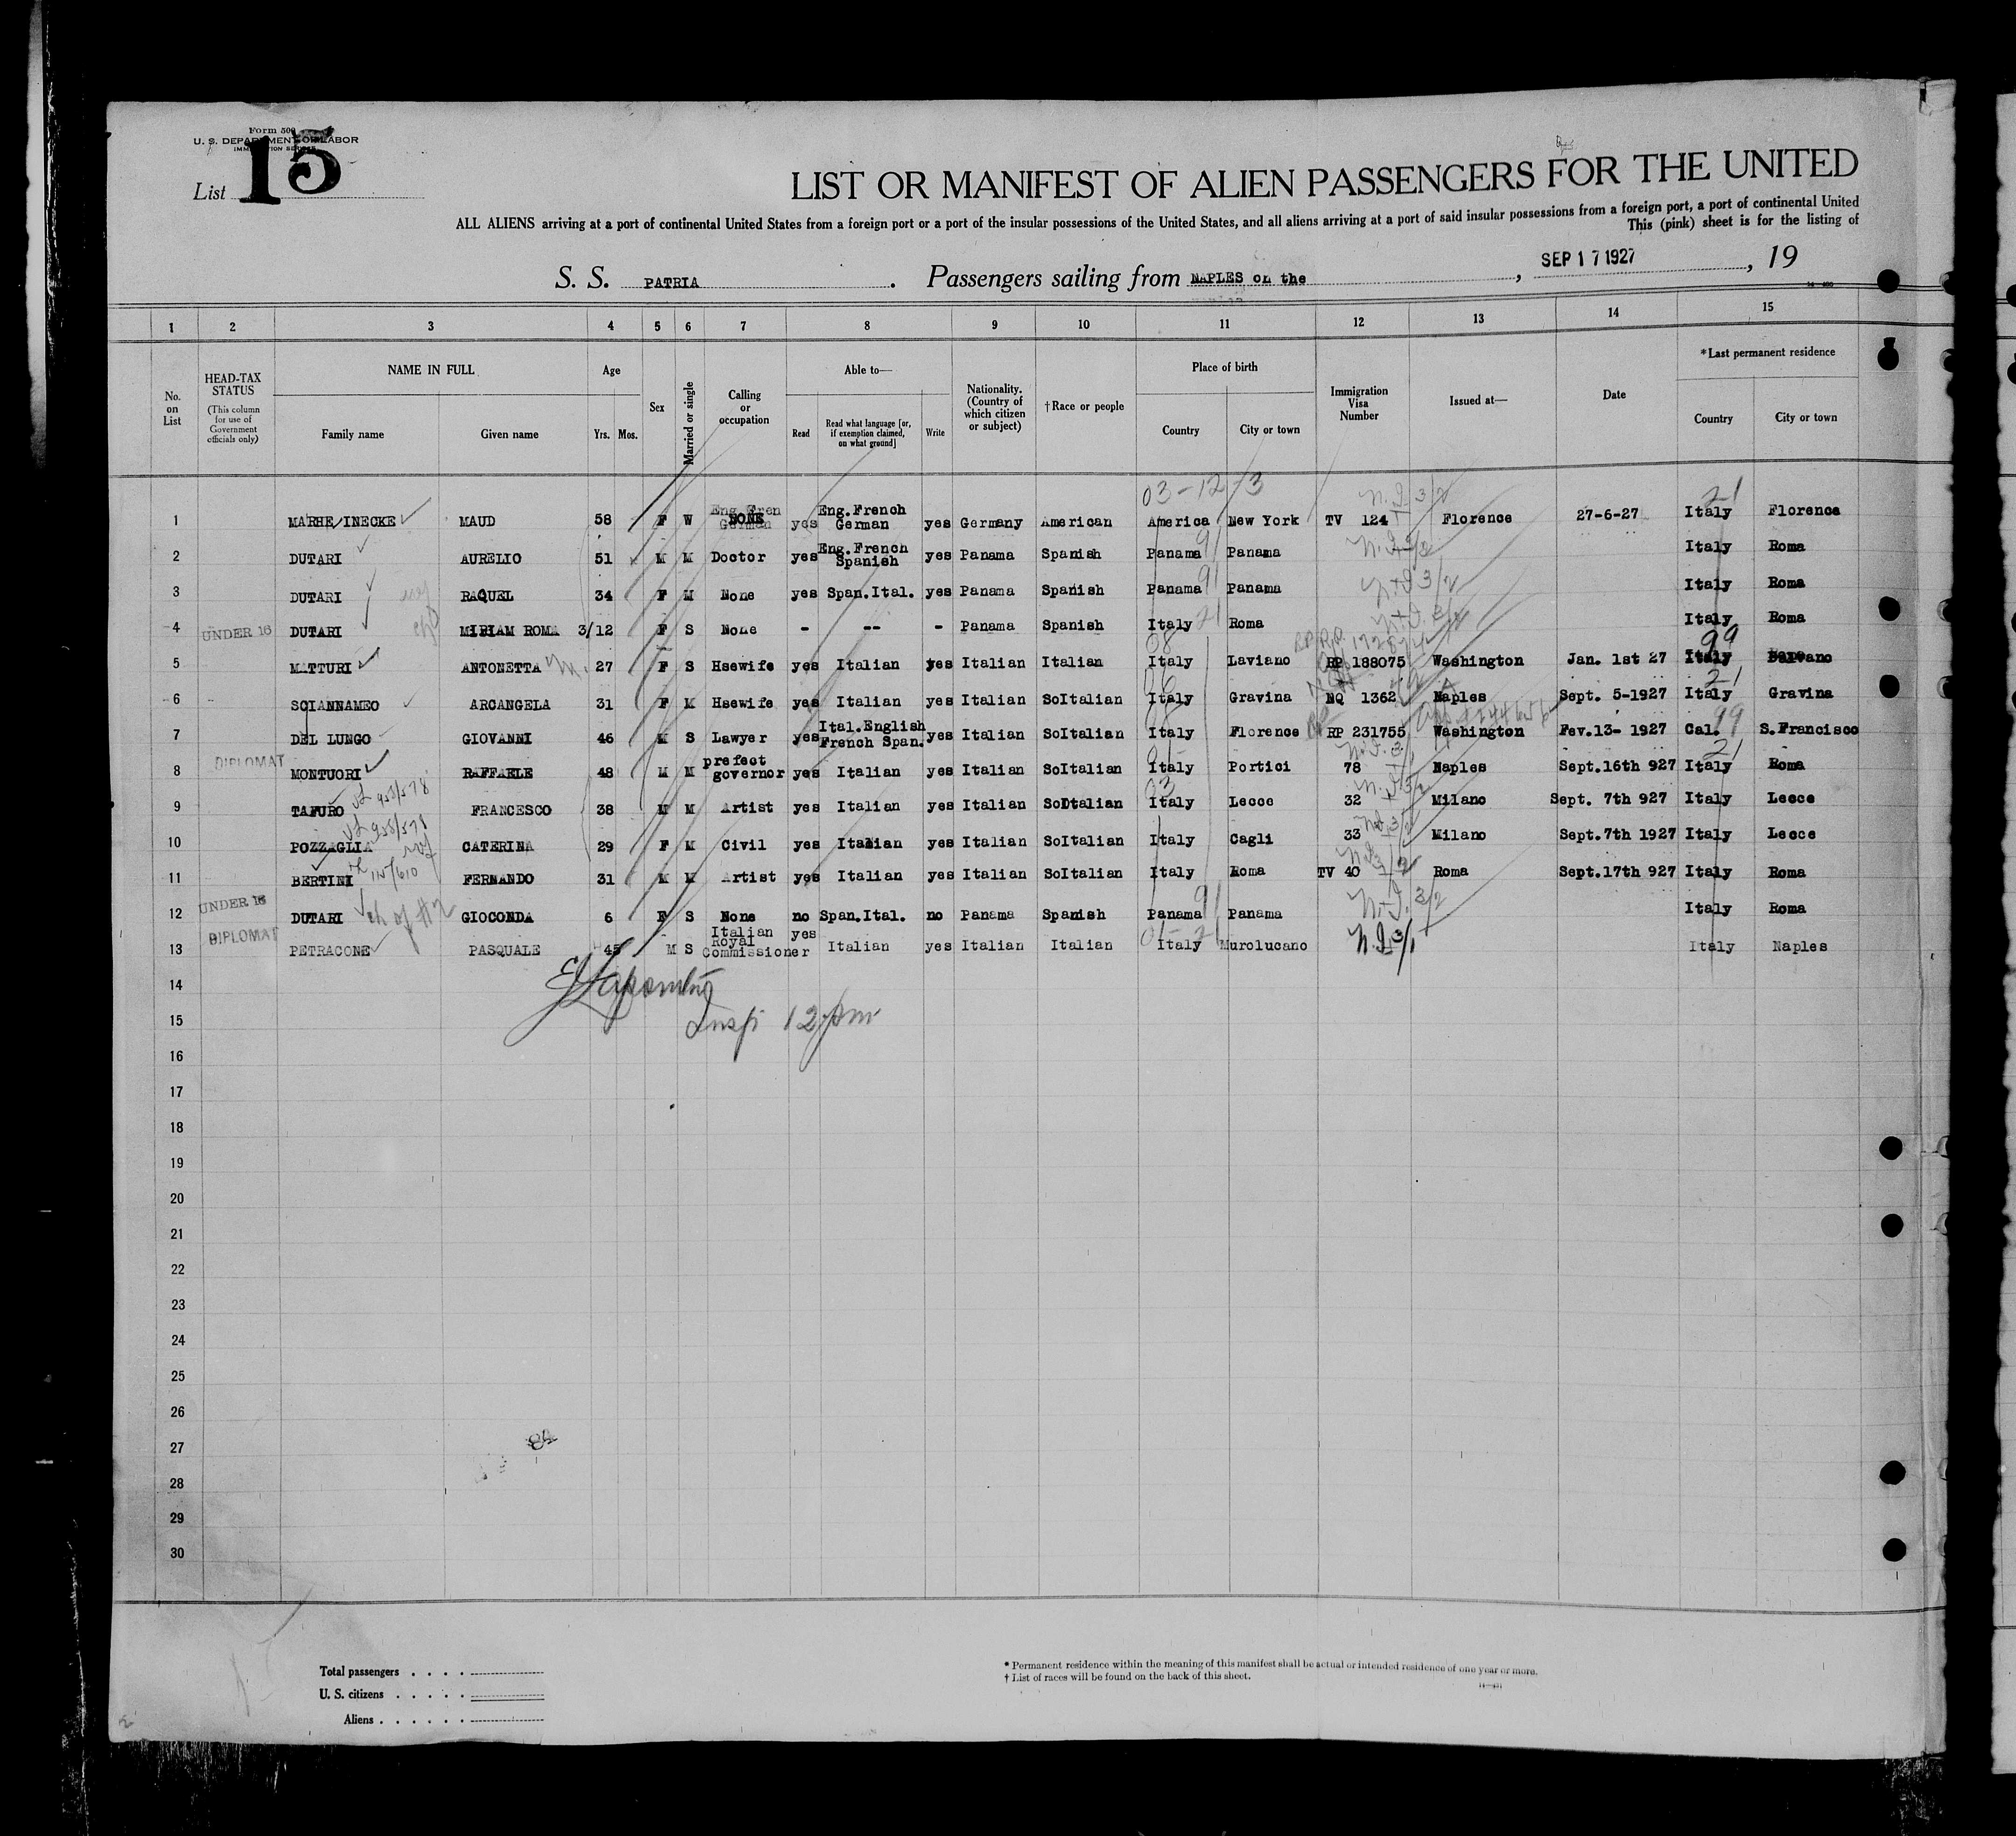 Form 500
U. S. DEPARTMENT OF LABOR
IMMIGRATION SERVICE
List 15
LIST OR MANIFEST OF ALIEN PASSENGERS FOR THE UNITED
ALL ALIENS arriving at a port of continental United States from a foreign port or a port of the insular possessions of the United States, and all aliens arriving at a port of said insular possessions from a foreign port, a port of continental United
This (pink) sheet is for the listing of
S. S. PATRIA . Passengers sailing from NAPLES on the , SEP 17 1927 , 19
1 2 3 4 5 6 7 8 9 10 11 12 13 14 15
No. on List
HEAD-TAX STATUS
(This column for use of Government officials only)
NAME IN FULL
Family name Given name
Age
Yrs. Mos.
Sex
Married or single
Calling or occupation
Able to—
Read Read what language [or, if exemption claimed, on what ground] Write
Nationality. (Country of which citizen or subject)
†Race or people
Place of birth
Country City or town
Immigration Visa Number
Issued at—
Date
*Last permanent residence
Country City or town
03-12-3
1 MARHEINECKE MAUD 58 F W NONE yes Eng.French German yes Germany American America New York TV 124 Florence 27-6-27 Italy Florence
2 DUTARI AURELIO 51 M M Doctor yes Eng.French Spanish yes Panama Spanish Panama Panama Italy Roma
3 DUTARI RAQUEL 34 F M None yes Span.Ital. yes Panama Spanish Panama Panama Italy Roma
4 UNDER 16 DUTARI MIRIAM ROMA 3/12 F S None - -- - Panama Spanish Italy Roma Italy Roma
5 MATTURI ANTONETTA 27 F S Hsewife yes Italian yes Italian Italian Italy Laviano RP 188075 Washington Jan. 1st 27 Italy
6 SCIANNAMEO ARCANGELA 31 F M Hsewife yes Italian yes Italian SoItalian Italy Gravina NQ 1362 Naples Sept. 5-1927 Italy Gravina
7 DEL LUNGO GIOVANNI 46 M S Lawyer yes Ital.English French Span. yes Italian SoItalian Italy Florence RP 231755 Washington Fev.13- 1927 Cal. S.Francisco
8 DIPLOMAT MONTUORI RAFFAELE 48 M M prefect governor yes Italian yes Italian SoItalian Italy Portici 78 Naples Sept.16th 927 Italy Roma
9 TAFURO FRANCESCO 38 M M Artist yes Italian yes Italian SoItalian Italy Lecce 32 Milano Sept. 7th 927 Italy Lecce
10 POZZAGLIA CATERINA 29 F M Civil yes Italian yes Italian SoItalian Italy Cagli 33 Milano Sept.7th 1927 Italy Lecce
11 BERTINI FERNANDO 31 M M Artist yes Italian yes Italian SoItalian Italy Roma TV 40 Roma Sept.17th 927 Italy Roma
12 UNDER 16 DUTARI ch of #2 GIOCONDA 6 F S None no Span.Ital. no Panama Spanish Panama Panama Italy Roma
13 DIPLOMAT PETRACONE PASQUALE 45 M S Italian Royal Commissioner yes Italian yes Italian Italian Italy Murolucano Italy Naples
14
15 Insp 12 pm
16
17
18
19
20
21
22
23
24
25
26
27
28
29
30
Total passengers . . . .
U. S. citizens . . . . .
Aliens . . . . . .
* Permanent residence within the meaning of this manifest shall be actual or intended residence of one year or more.
† List of races will be found on the back of this sheet.